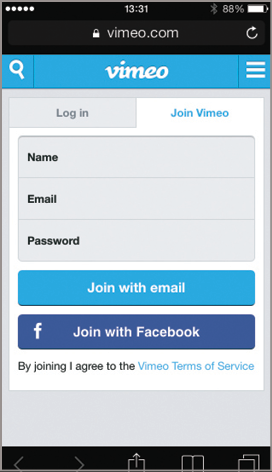 13:31
88%
vimeo.com
vimeo
Log in
Join Vimeo
Name
Email
Password
Join with email
f
Join with Facebook
By joining I agree to the Vimeo Terms of Service